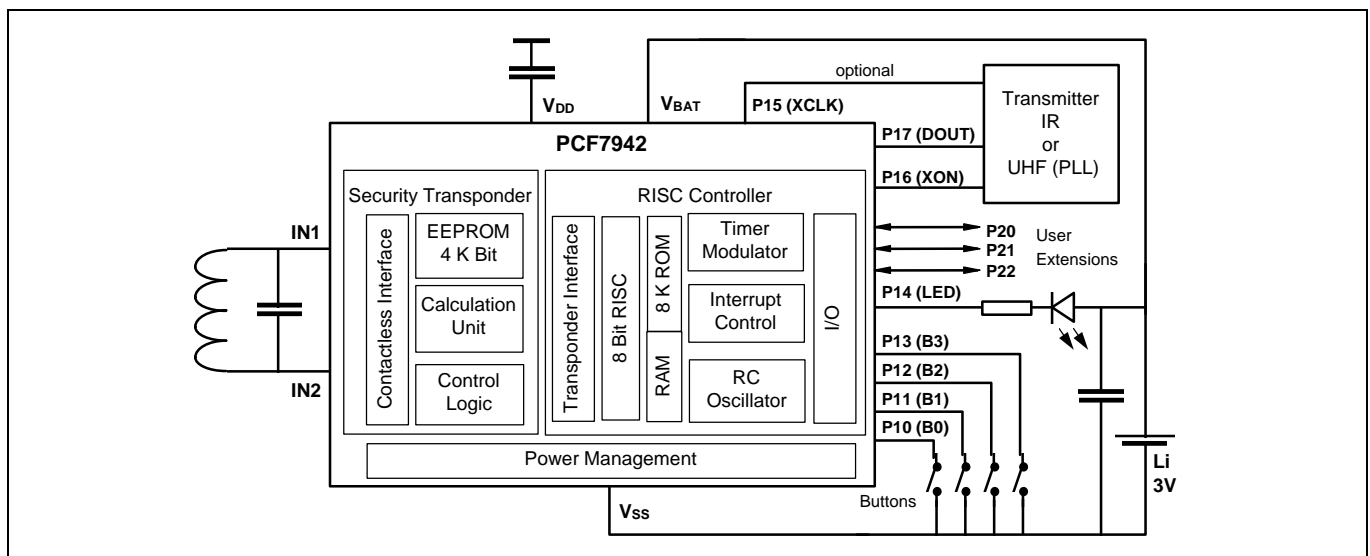 optional
VDD
VBAT
P15 (XCLK)
Transmitter
IR
or
UHF (PLL)
PCF7942
P17 (DOUT)
P16 (XON)
Security Transponder
RISC Controller
IN1
IN2
Contactless Interface
EEPROM
4 K Bit
Calculation
Unit
Control
Logic
Transponder Interface
8 Bit RISC
8 K ROM
RAM
Timer
Modulator
Interrupt
Control
RC
Oscillator
I/O
P20
P21
P22
User
Extensions
P14 (LED)
P13 (B3)
P12 (B2)
P11 (B1)
P10 (B0)
Power Management
Buttons
Li
3V
VSS